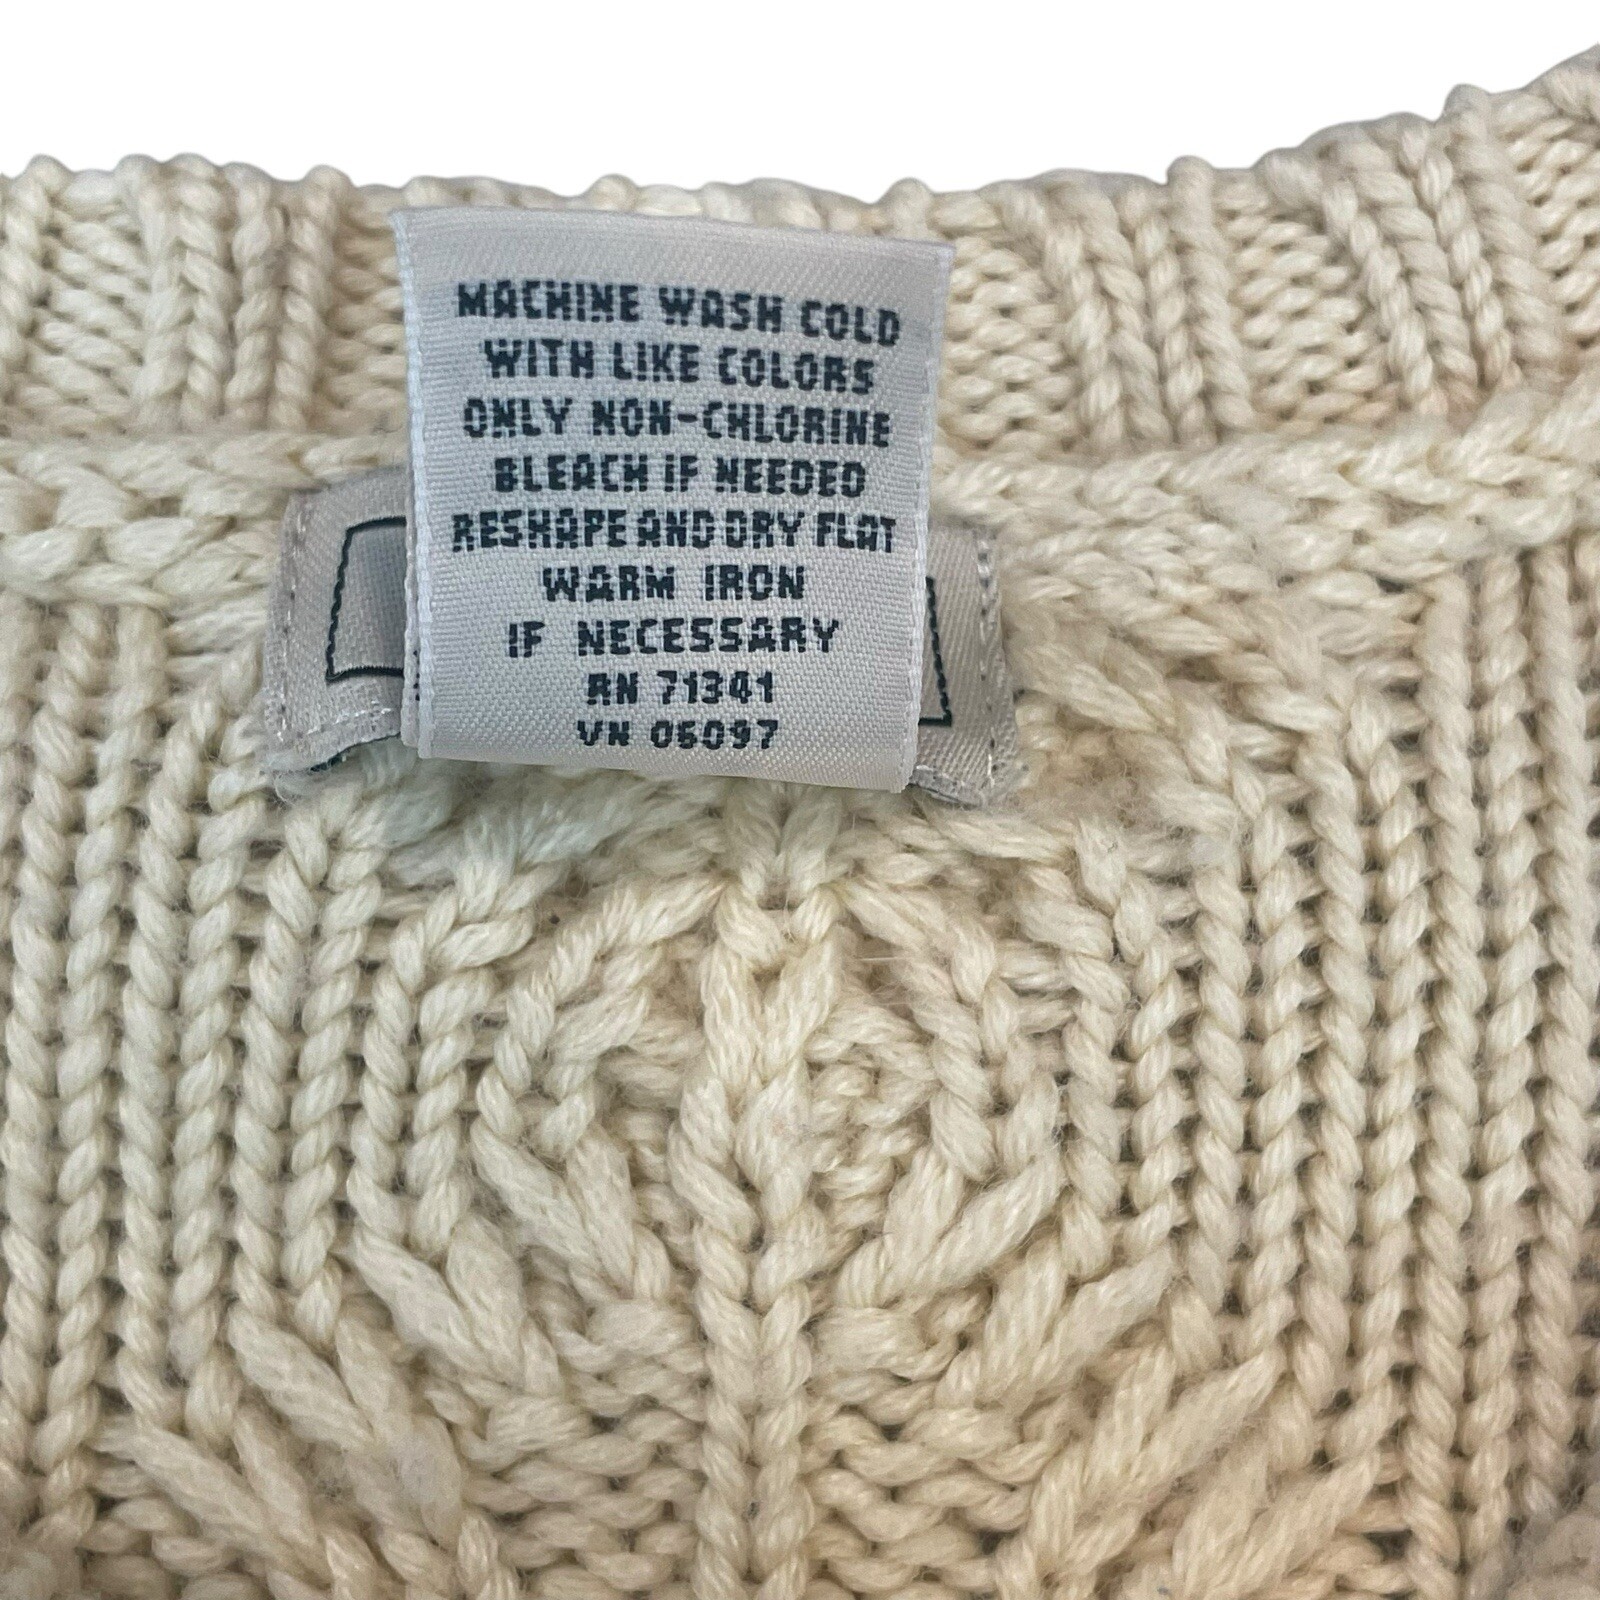 MACHINE WASH COLD
WITH LIKE COLORS
ONLY NON-CHLORINE
BLEACH IF NEEDED
RESHAPE AND DRY FLAT
WARM IRON
IF NECESSARY
RN 71341
VN 06097